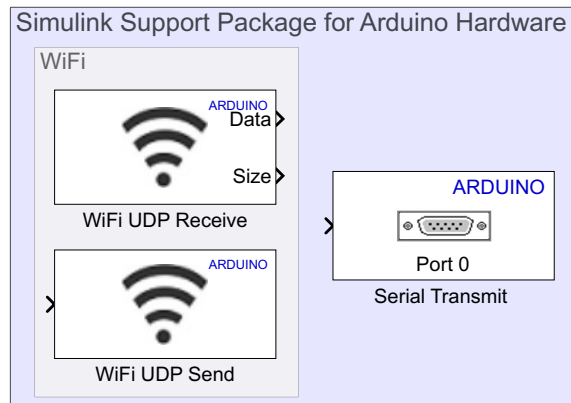 Simulink Support Package for Arduino Hardware
WiFi
ARDUINO
Data
Size
WiFi UDP Receive
ARDUINO
WiFi UDP Send
ARDUINO
Port 0
Serial Transmit